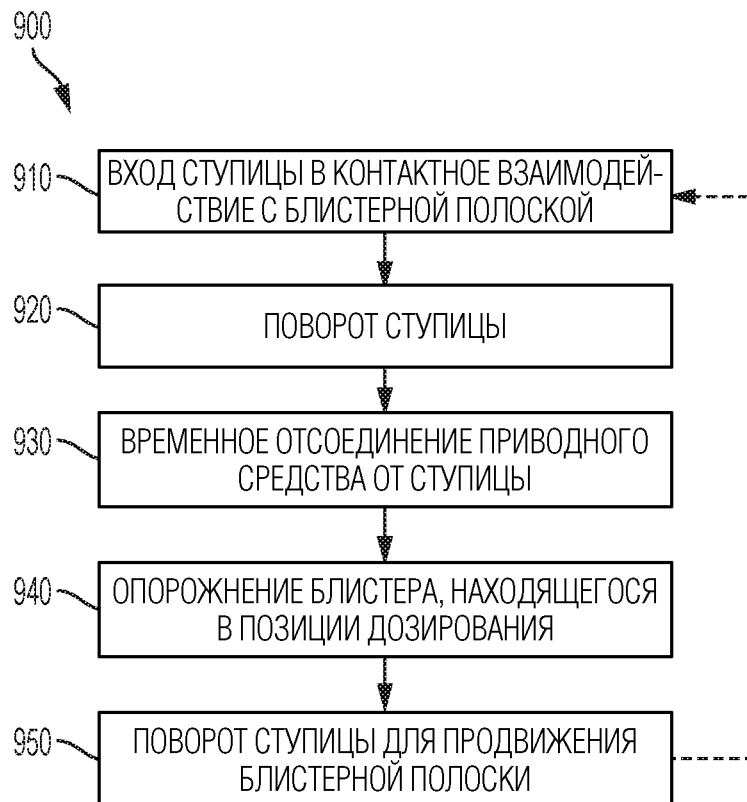 900
910
ВХОД СТУПИЦЫ В КОНТАКТНОЕ ВЗАИМОДЕЙ-
СТВИЕ С БЛИСТЕРНОЙ ПОЛОСКОЙ
920
ПОВОРОТ СТУПИЦЫ
930
ВРЕМЕННОЕ ОТСОЕДИНЕНИЕ ПРИВОДНОГО
СРЕДСТВА ОТ СТУПИЦЫ
940
ОПОРОЖНЕНИЕ БЛИСТЕРА, НАХОДЯЩЕГОСЯ
В ПОЗИЦИИ ДОЗИРОВАНИЯ
950
ПОВОРОТ СТУПИЦЫ ДЛЯ ПРОДВИЖЕНИЯ
БЛИСТЕРНОЙ ПОЛОСКИ